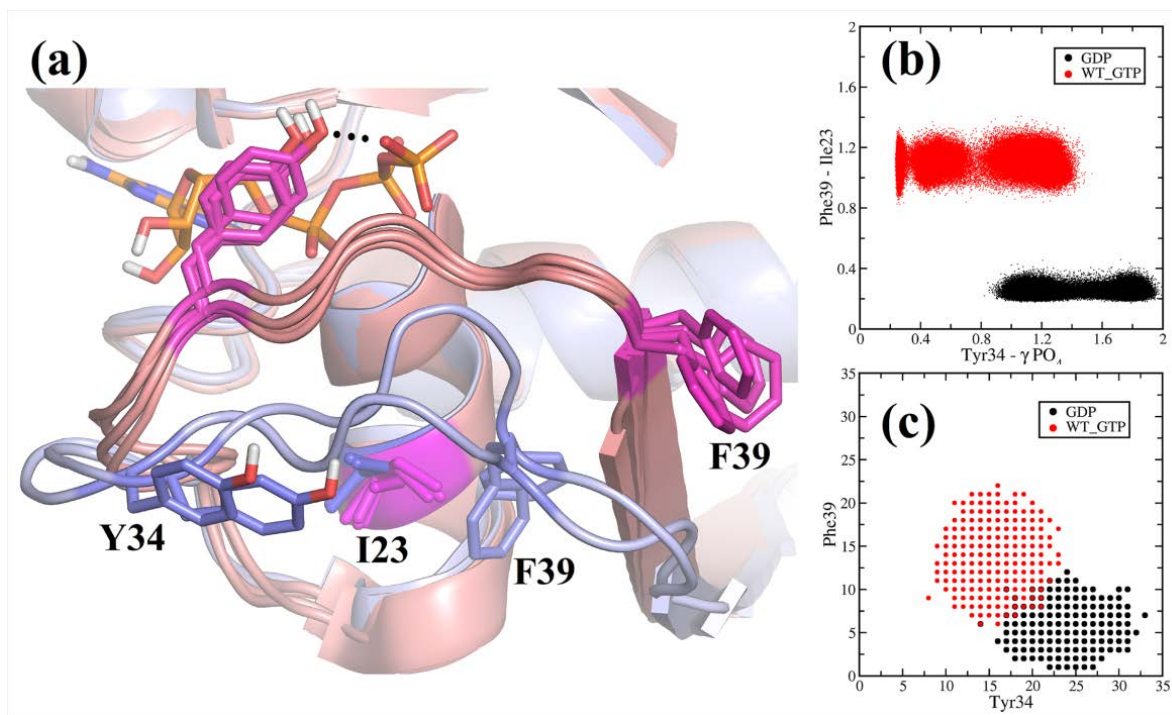 (a)
Y34
I23
F39
F39
(b)
GDP
WT_GTP
2
1.6
1.2
0.8
0.4
0
0
0.4
0.8
1.2
1.6
2
Phe39 - Ile23
Tyr34 - γ PO4
(c)
GDP
WT_GTP
35
30
25
20
15
10
5
0
0
5
10
15
20
25
30
35
Phe39
Tyr34